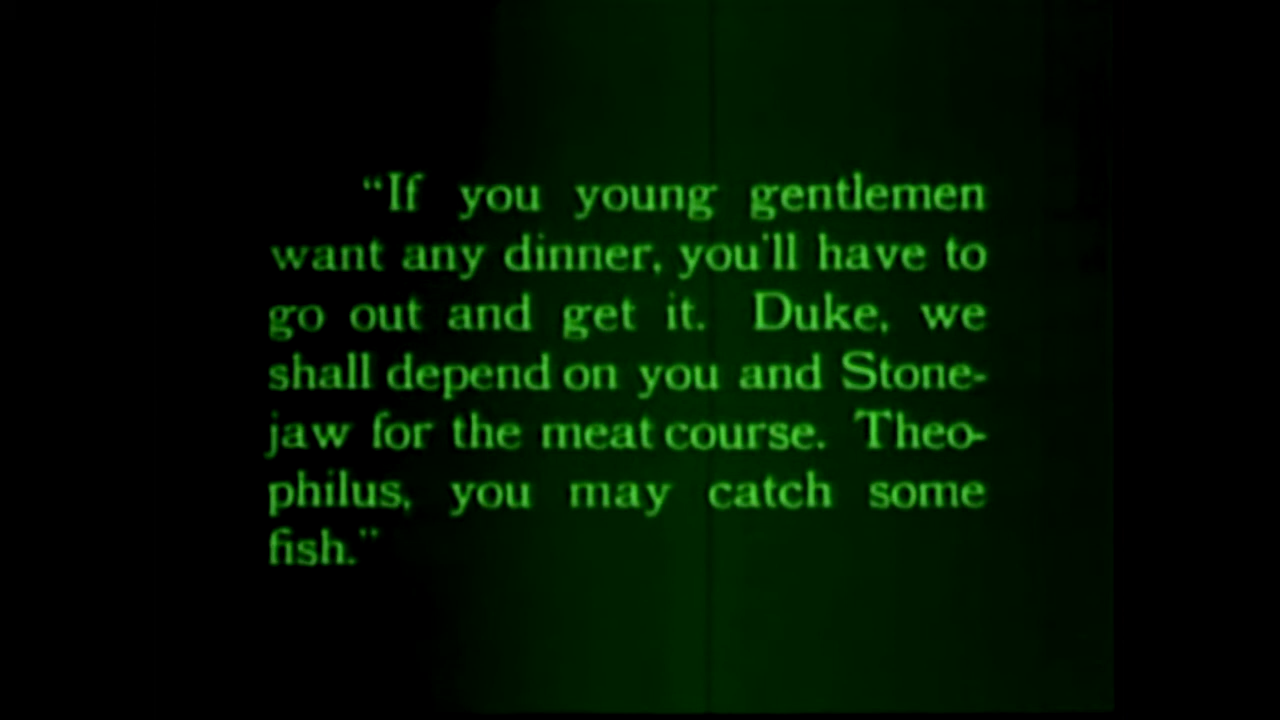 “If you young gentlemen
want any dinner, you'll have to
go out and get it. Duke, we
shall depend on you and Stone-
jaw for the meat course. Theo-
philus, you may catch some
fish.”